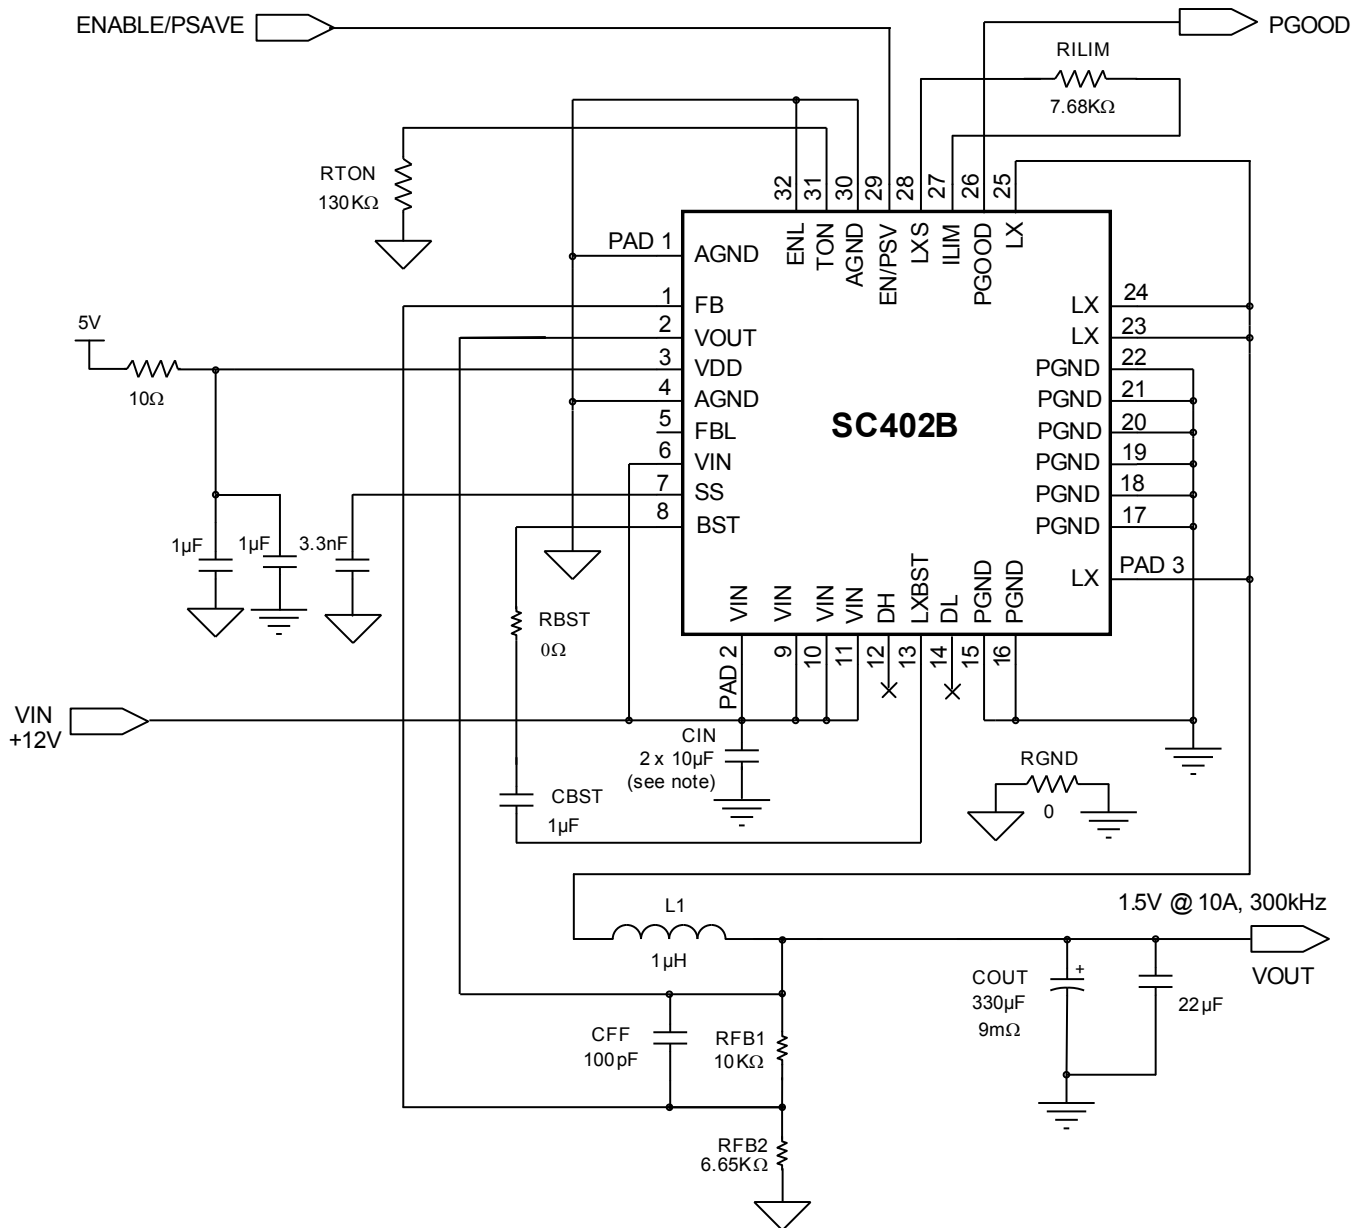 ENABLE/PSAVE
PGOOD
RILIM
7.68KΩ
RTON
130KΩ
32
31
30
29
28
27
26
25
ENL
TON
AGND
EN/PSV
LXS
ILIM
PGOOD
LX
PAD 1
AGND
1
FB
2
VOUT
3
VDD
4
AGND
5
FBL
6
VIN
7
SS
8
BST
5V
10Ω
1µF
1µF
3.3nF
SC402B
LX
24
LX
23
PGND
22
PGND
21
PGND
20
PGND
19
PGND
18
PGND
17
LX
PAD 3
VIN
VIN
VIN
VIN
DH
LXBST
DL
PGND
PGND
PAD 2
9
10
11
12
13
14
15
16
RBST
0Ω
VIN
+12V
CIN
2 x 10µF
(see note)
CBST
1µF
RGND
0
L1
1µH
1.5V @ 10A, 300kHz
VOUT
COUT
+
330µF
9mΩ
22µF
CFF
100pF
RFB1
10KΩ
RFB2
6.65KΩ